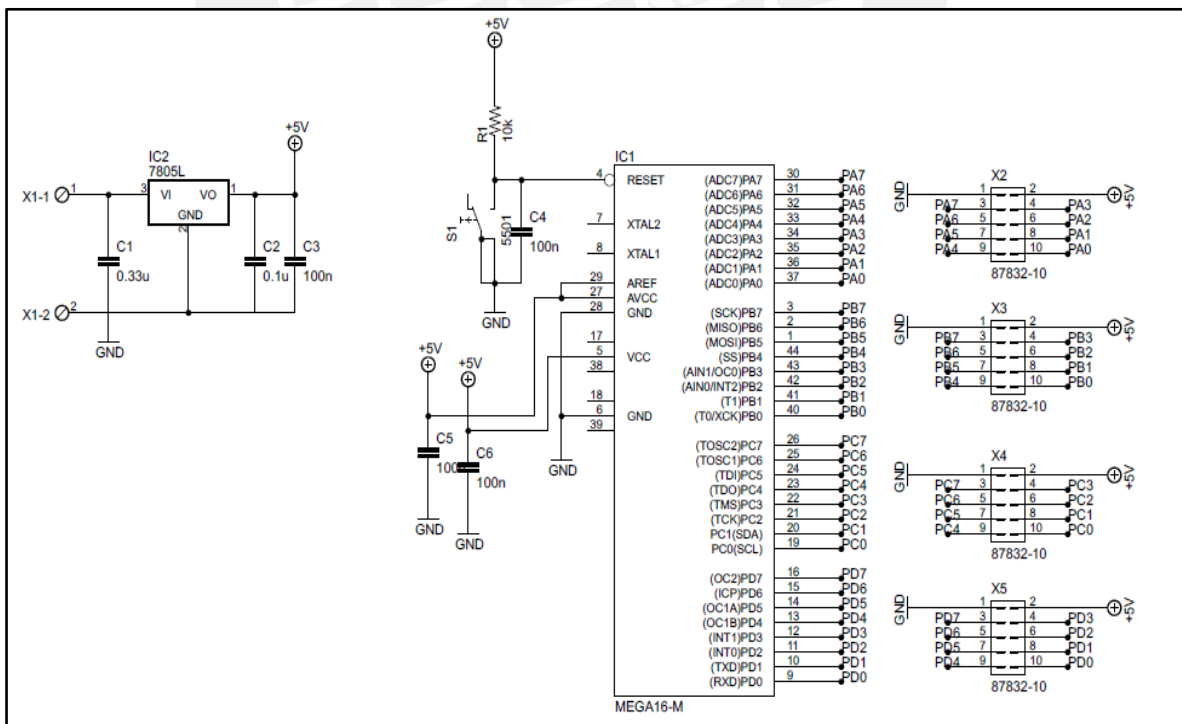 +5V
R1
10k
S1
5501
C4
100n
GND
IC2
7805L
+5V
X1-1
1
3
VI
VO
1
GND
2
C1
0.33u
C2
0.1u
C3
100n
X1-2
2
GND
IC1
4
RESET
7
XTAL2
8
XTAL1
29
AREF
27
AVCC
28
GND
17
5
VCC
38
18
6
GND
39
+5V
+5V
C5
C6
100n
GND
GND
GND
(ADC7)PA7 30 PA7
(ADC6)PA6 31 PA6
(ADC5)PA5 32 PA5
(ADC4)PA4 33 PA4
(ADC3)PA3 34 PA3
(ADC2)PA2 35 PA2
(ADC1)PA1 36 PA1
(ADC0)PA0 37 PA0
(SCK)PB7 3 PB7
(MISO)PB6 2 PB6
(MOSI)PB5 1 PB5
(SS)PB4 44 PB4
(AIN1/OC0)PB3 43 PB3
(AIN0/INT2)PB2 42 PB2
(T1)PB1 41 PB1
(T0/XCK)PB0 40 PB0
(TOSC2)PC7 26 PC7
(TOSC1)PC6 25 PC6
(TDI)PC5 24 PC5
(TDO)PC4 23 PC4
(TMS)PC3 22 PC3
(TCK)PC2 21 PC2
PC1(SDA) 20 PC1
PC0(SCL) 19 PC0
(OC2)PD7 16 PD7
(ICP)PD6 15 PD6
(OC1A)PD5 14 PD5
(OC1B)PD4 13 PD4
(INT1)PD3 12 PD3
(INT0)PD2 11 PD2
(TXD)PD1 10 PD1
(RXD)PD0 9 PD0
MEGA16-M
X2
GND 1 2 +5V
PA7 3 4 PA3
PA6 5 6 PA2
PA5 7 8 PA1
PA4 9 10 PA0
87832-10
X3
GND 1 2 +5V
PB7 3 4 PB3
PB6 5 6 PB2
PB5 7 8 PB1
PB4 9 10 PB0
87832-10
X4
GND 1 2 +5V
PC7 3 4 PC3
PC6 5 6 PC2
PC5 7 8 PC1
PC4 9 10 PC0
87832-10
X5
GND 1 2 +5V
PD7 3 4 PD3
PD6 5 6 PD2
PD5 7 8 PD1
PD4 9 10 PD0
87832-10